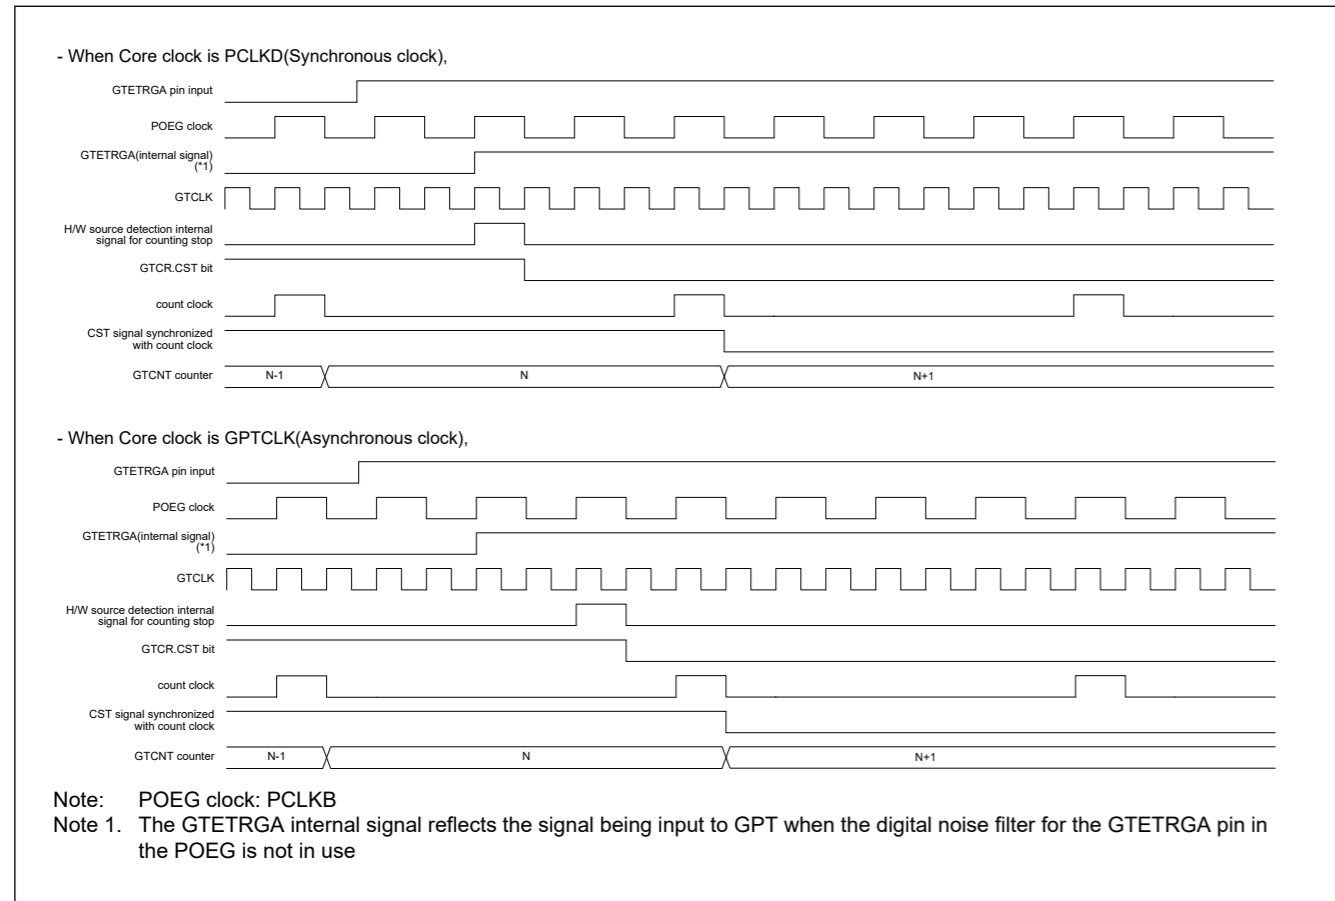 - When Core clock is PCLKD(Synchronous clock),
GTETRGA pin input
POEG clock
GTETRGA(internal signal)
(*1)
GTCLK
H/W source detection internal
signal for counting stop
GTCR.CST bit
count clock
CST signal synchronized
with count clock
GTCNT counter N-1 N N+1
- When Core clock is GPTCLK(Asynchronous clock),
GTETRGA pin input
POEG clock
GTETRGA(internal signal)
(*1)
GTCLK
H/W source detection internal
signal for counting stop
GTCR.CST bit
count clock
CST signal synchronized
with count clock
GTCNT counter N-1 N N+1
Note: POEG clock: PCLKB
Note 1. The GTETRGA internal signal reflects the signal being input to GPT when the digital noise filter for the GTETRGA pin in
the POEG is not in use